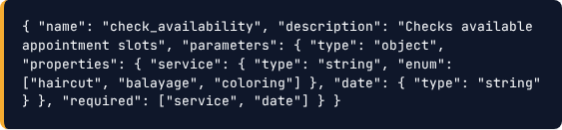 { "name": "check_availability", "description": "Checks available
appointment slots", "parameters": { "type": "object",
"properties": { "service": { "type": "string", "enum":
["haircut", "balayage", "coloring"] }, "date": { "type": "string"
} }, "required": ["service", "date"] } }